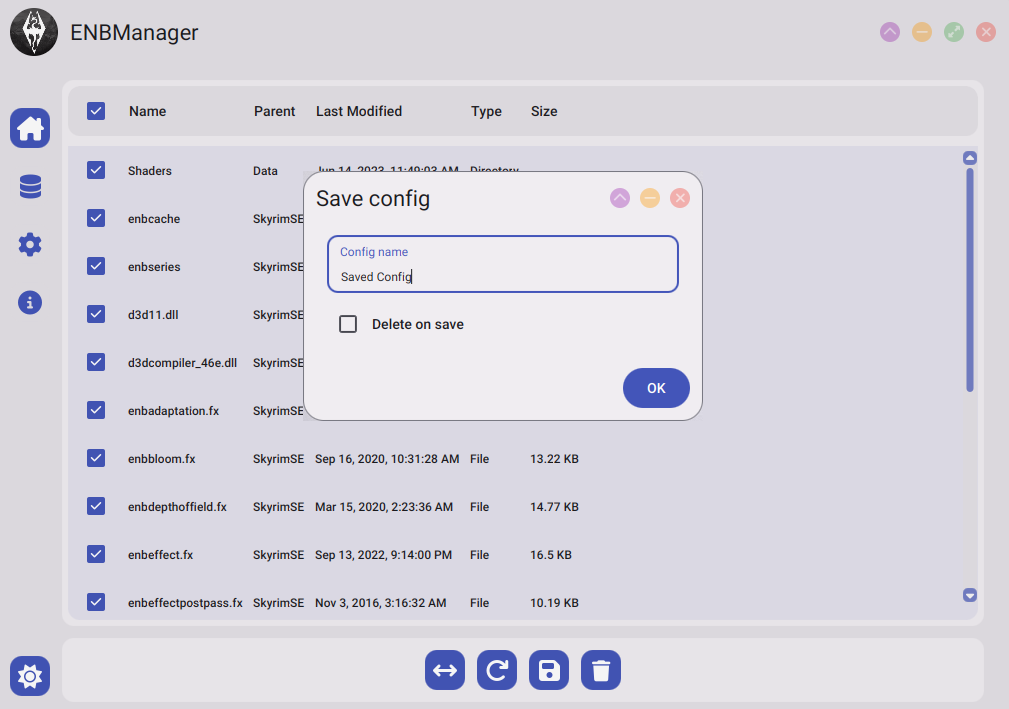 ENBManager
Name Parent Last Modified Type Size
Shaders Data Jun 14, 2023, 11:49:03 AM Directory
Save config
enbcache SkyrimSE
Config name
enbseries SkyrimSE
Saved Config
d3d11.dll SkyrimSE
Delete on save
d3dcompiler_46e.dll SkyrimSE
OK
enbadaptation.fx SkyrimSE
enbbloom.fx SkyrimSE Sep 16, 2020, 10:31:28 AM File 13.22 KB
enbdepthoffield.fx SkyrimSE Mar 15, 2020, 2:23:36 AM File 14.77 KB
enbeffect.fx SkyrimSE Sep 13, 2022, 9:14:00 PM File 16.5 KB
enbeffectpostpass.fx SkyrimSE Nov 3, 2016, 3:16:32 AM File 10.19 KB